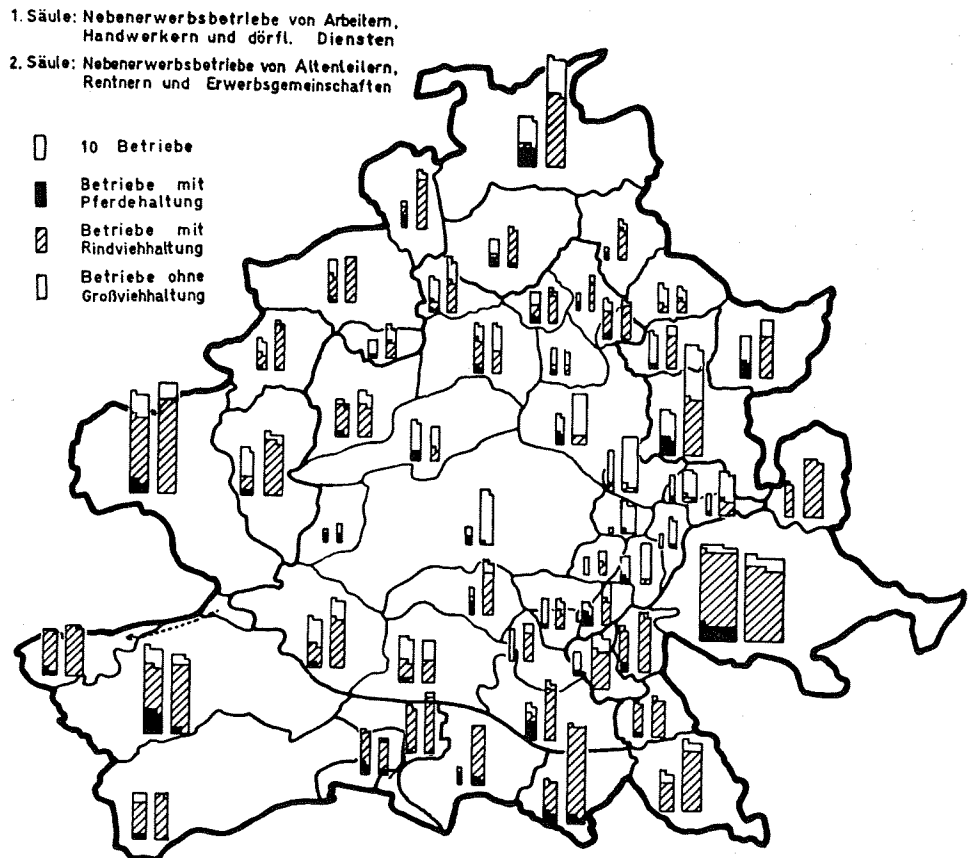 1. Säule: Nebenerwerbsbetriebe von Arbeitern,
Handwerkern und dörfl. Diensten
2. Säule: Nebenerwerbsbetriebe von Altenteilern,
Rentnern und Erwerbsgemeinschaften
10 Betriebe
Betriebe mit
Pferdehaltung
Betriebe mit
Rindviehhaltung
Betriebe ohne
Großviehhaltung